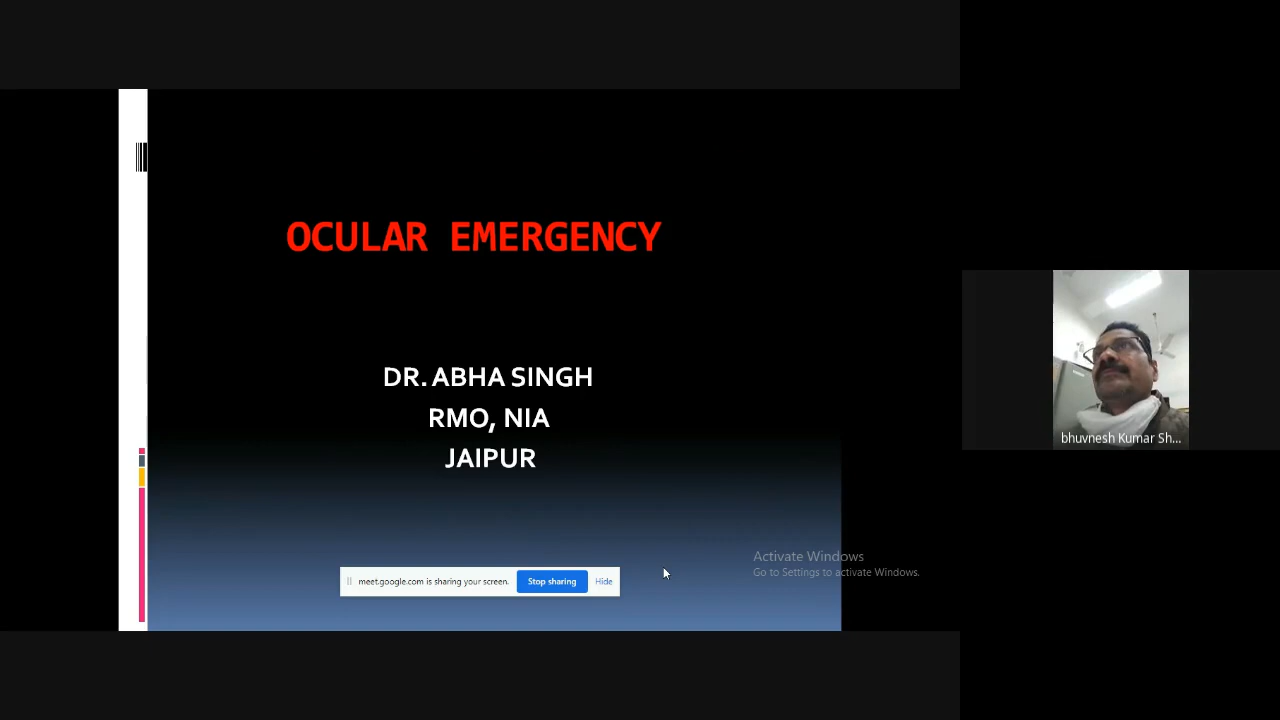 OCULAR EMERGENCY
DR. ABHA SINGH
RMO, NIA
JAIPUR
meet.google.com is sharing your screen. Stop sharing Hide
Activate Windows
Go to Settings to activate Windows.
bhuvnesh Kumar Sh...